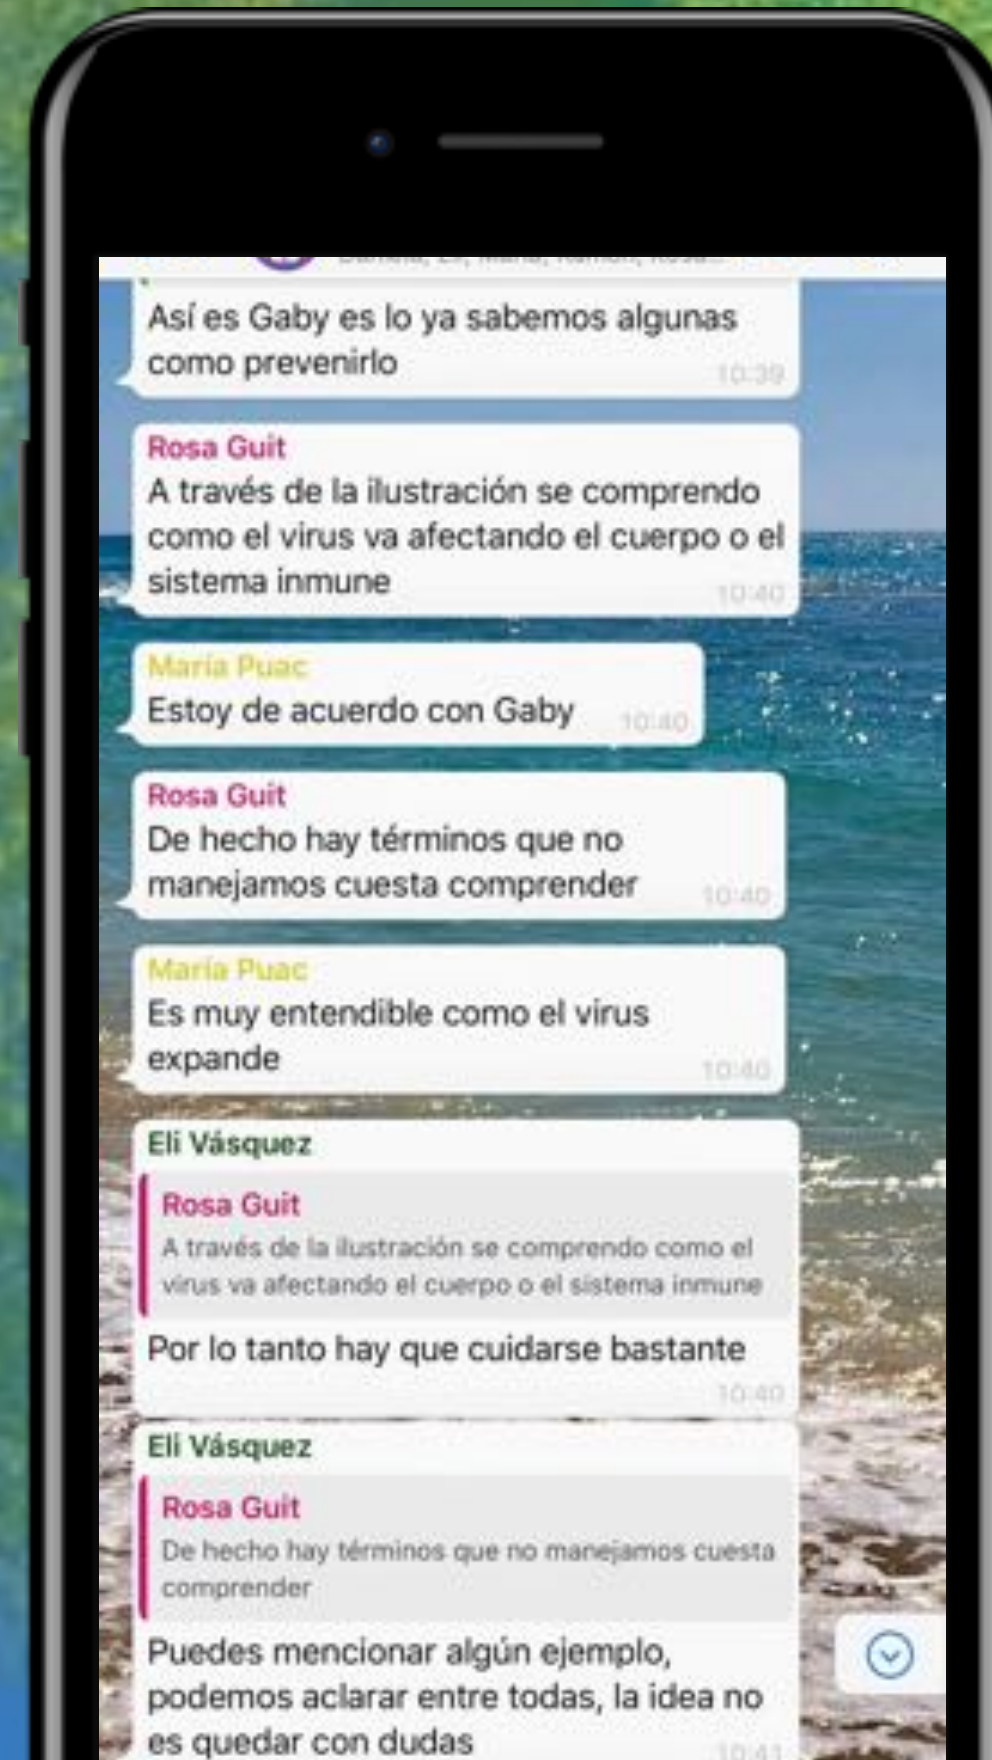 Así es Gaby es lo ya sabemos algunas
como prevenirlo
10:39
Rosa Guit
A través de la ilustración se comprendo
como el virus va afectando el cuerpo o el
sistema inmune
10:40
María Puac
Estoy de acuerdo con Gaby
10:40
Rosa Guit
De hecho hay términos que no
manejamos cuesta comprender
10:40
María Puac
Es muy entendible como el virus
expande
10:40
Eli Vásquez
Rosa Guit
A través de la ilustración se comprendo como el
virus va afectando el cuerpo o el sistema inmune
Por lo tanto hay que cuidarse bastante
10:40
Eli Vásquez
Rosa Guit
De hecho hay términos que no manejamos cuesta
comprender
Puedes mencionar algún ejemplo,
podemos aclarar entre todas, la idea no
es quedar con dudas
10:41